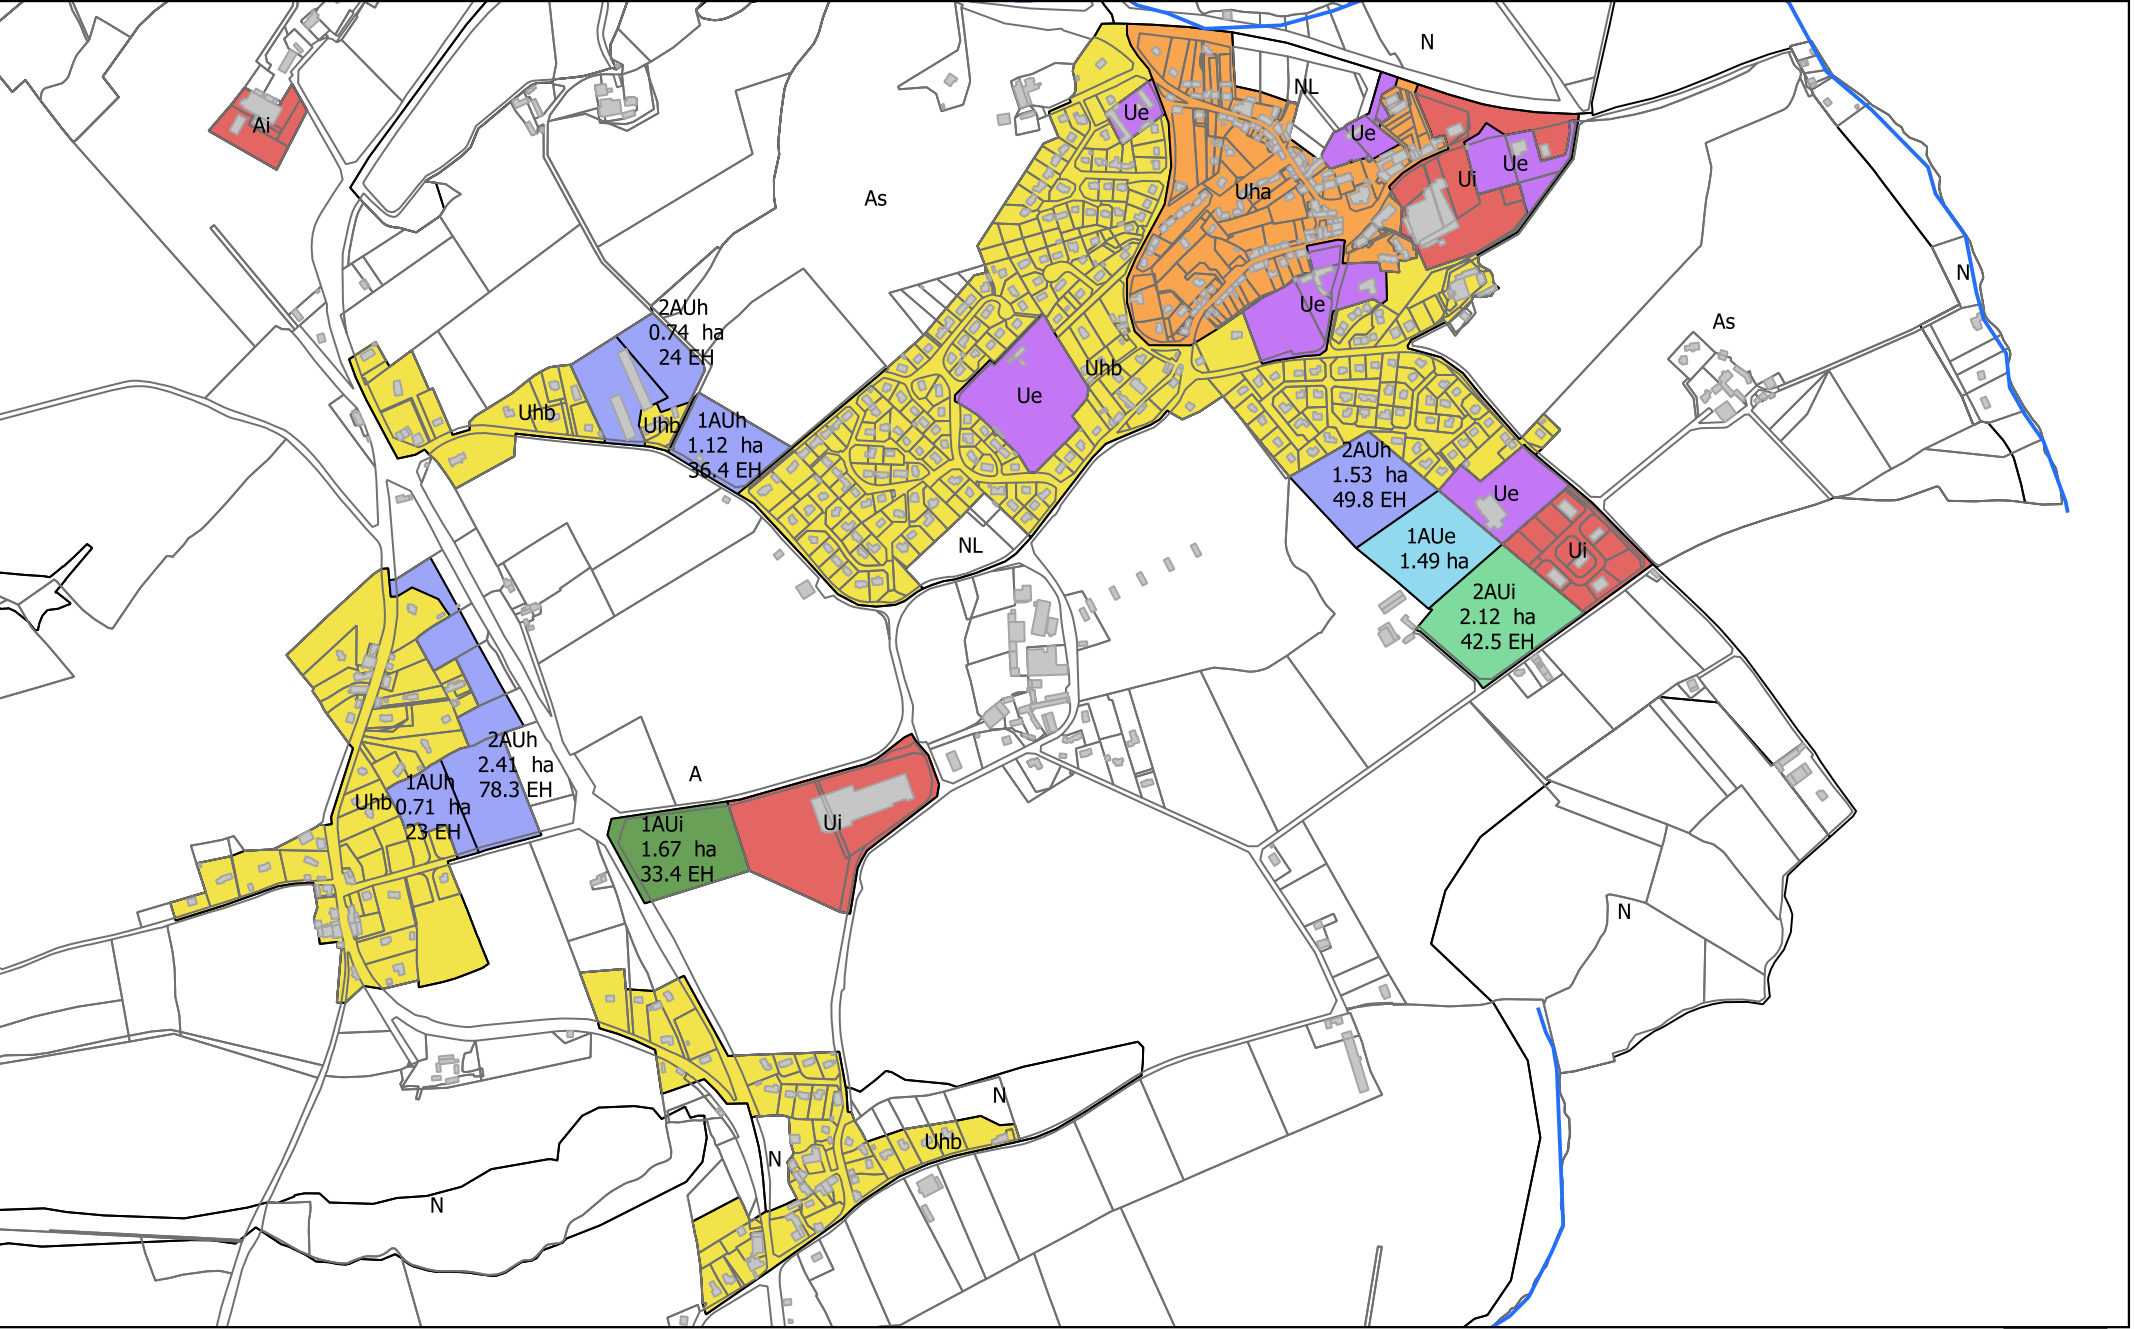 N
NL
Ue
Ai
Ue
Ue
Ui
Uha
As
N
2AUh
0.74 ha
24 EH
Ue
As
Uhb
Ue
Uhb
Uhb
1AUh
1.12 ha
36.4 EH
2AUh
1.53 ha
49.8 EH
Ue
NL
1AUe
1.49 ha
Ui
2AUi
2.12 ha
42.5 EH
2AUh
2.41 ha
78.3 EH
A
1AUh
0.71 ha
23 EH
Uhb
Ui
1AUi
1.67 ha
33.4 EH
N
N
Uhb
N
N